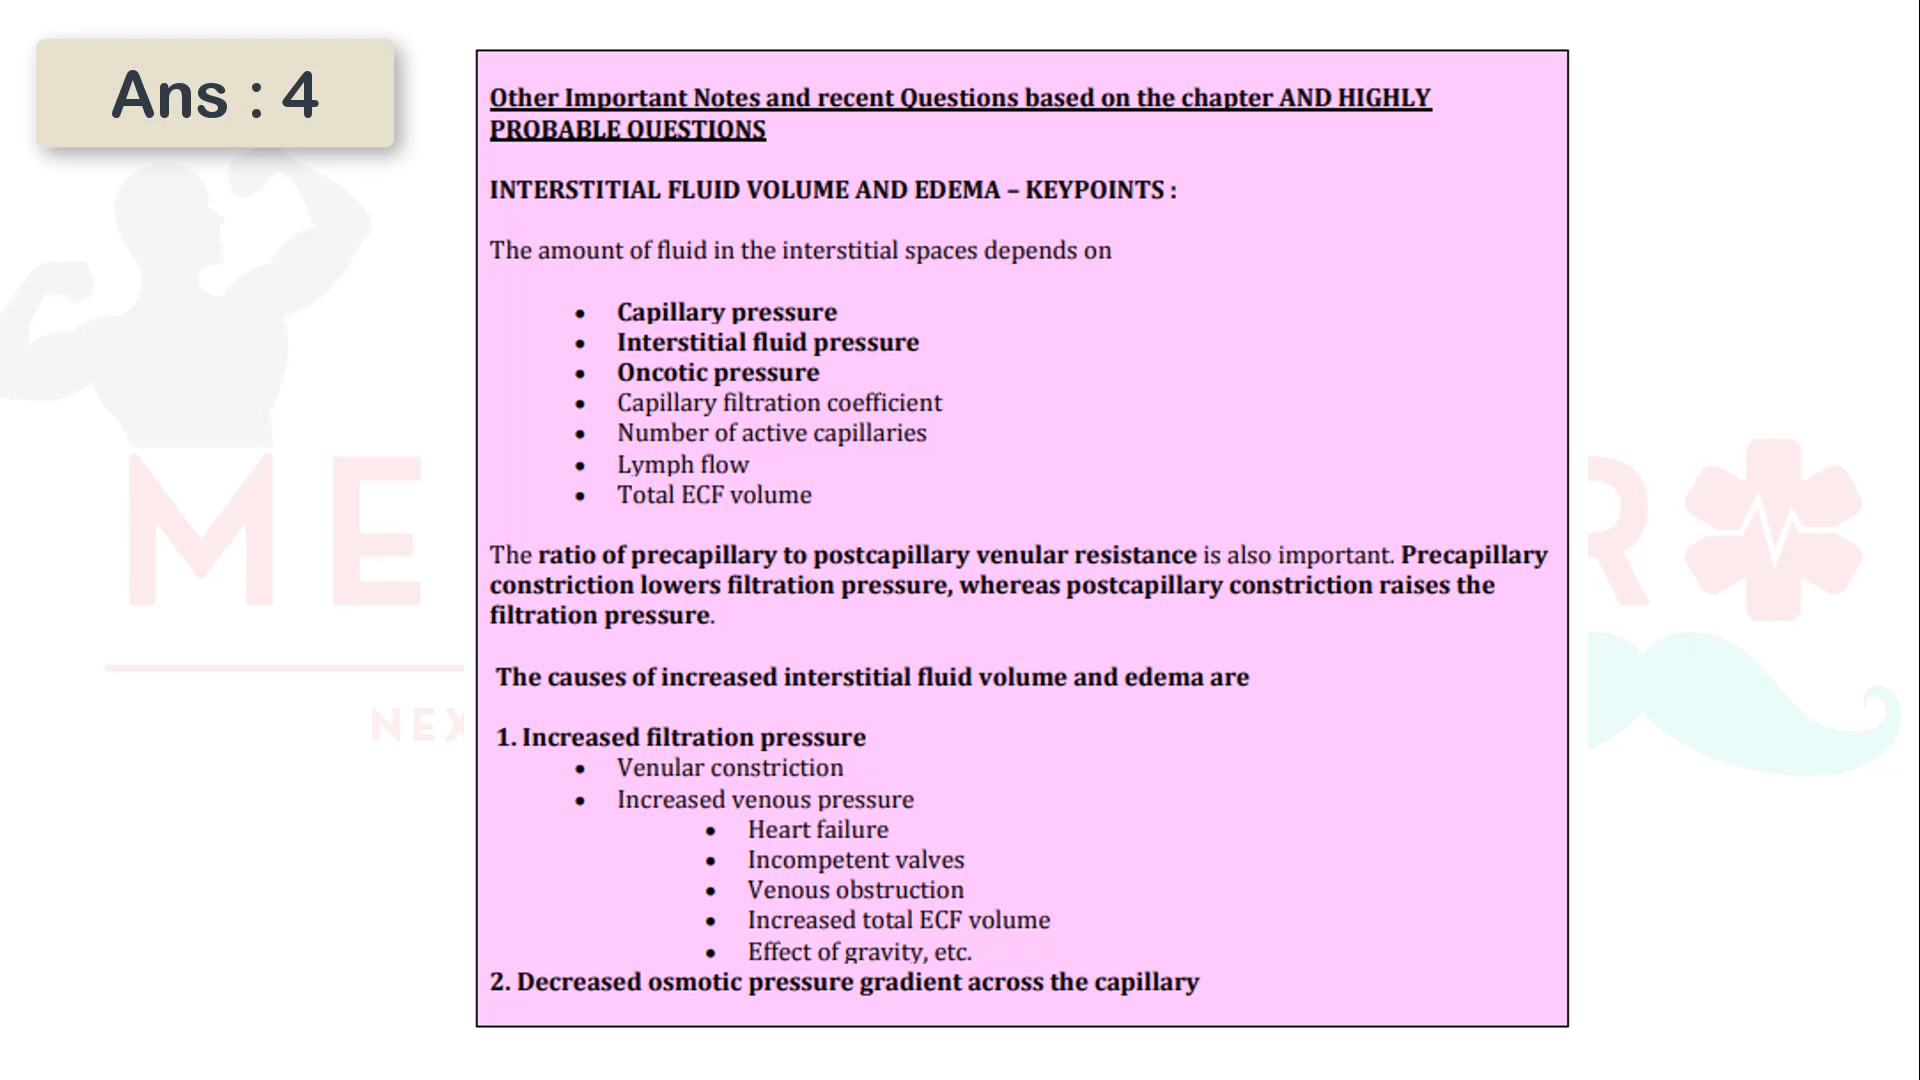 Ans : 4
Other Important Notes and recent Questions based on the chapter AND HIGHLY
PROBABLE QUESTIONS
INTERSTITIAL FLUID VOLUME AND EDEMA – KEYPOINTS :
The amount of fluid in the interstitial spaces depends on
• Capillary pressure
• Interstitial fluid pressure
• Oncotic pressure
• Capillary filtration coefficient
• Number of active capillaries
• Lymph flow
• Total ECF volume
The ratio of precapillary to postcapillary venular resistance is also important. Precapillary
constriction lowers filtration pressure, whereas postcapillary constriction raises the
filtration pressure.
The causes of increased interstitial fluid volume and edema are
1. Increased filtration pressure
• Venular constriction
• Increased venous pressure
• Heart failure
• Incompetent valves
• Venous obstruction
• Increased total ECF volume
• Effect of gravity, etc.
2. Decreased osmotic pressure gradient across the capillary